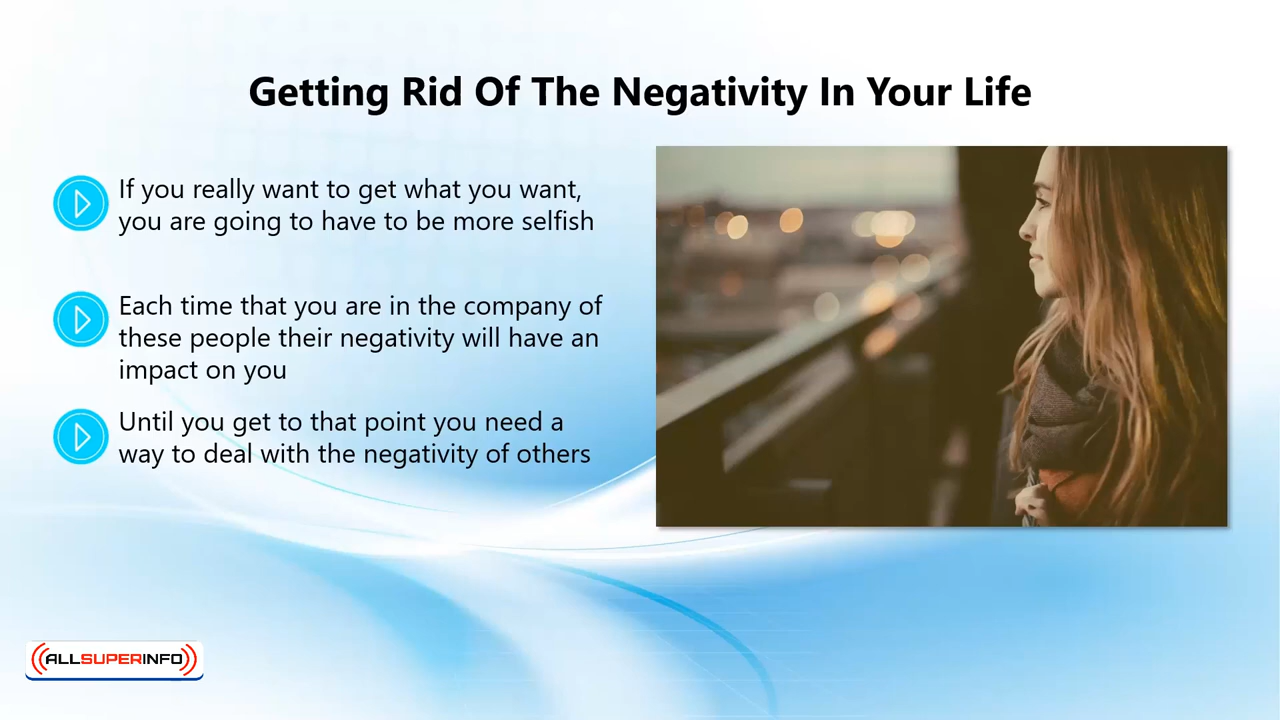 Getting Rid Of The Negativity In Your Life
If you really want to get what you want,
you are going to have to be more selfish
Each time that you are in the company of
these people their negativity will have an
impact on you
Until you get to that point you need a
way to deal with the negativity of others
((ALLSUPERINFO))